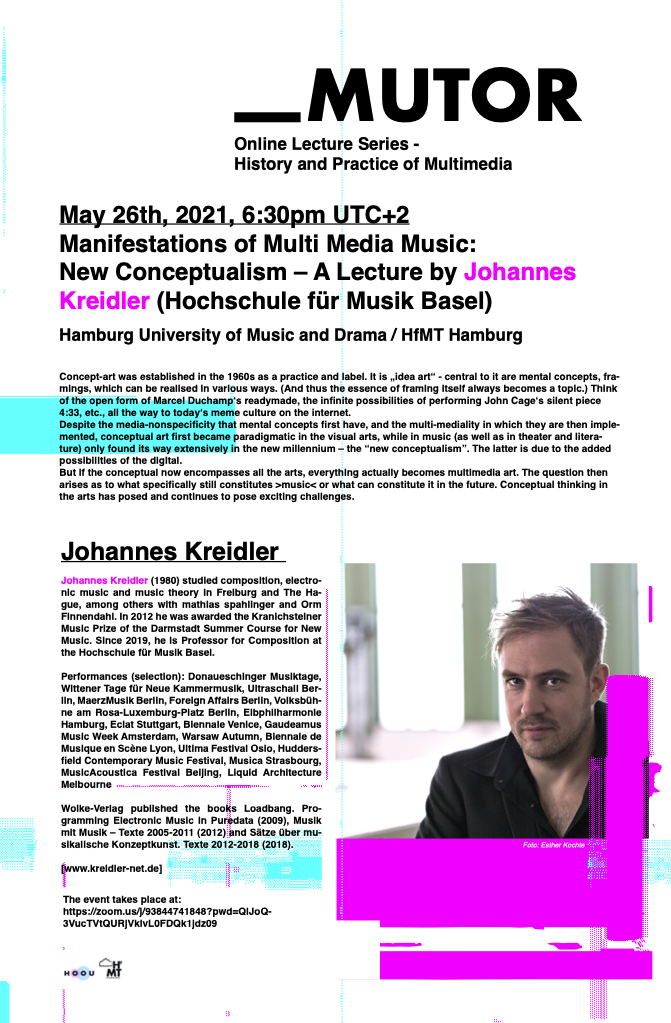 _MUTOR
Online Lecture Series -
History and Practice of Multimedia
May 26th, 2021, 6:30pm UTC+2
Manifestations of Multi Media Music:
New Conceptualism – A Lecture by Johannes
Kreidler (Hochschule für Musik Basel)
Hamburg University of Music and Drama / HfMT Hamburg
Concept-art was established in the 1960s as a practice and label. It is „idea art“ - central to it are mental concepts, fra-
mings, which can be realised in various ways. (And thus the essence of framing itself always becomes a topic.) Think
of the open form of Marcel Duchamp‘s readymade, the infinite possibilities of performing John Cage‘s silent piece
4:33, etc., all the way to today‘s meme culture on the internet.
Despite the media-nonspecificity that mental concepts first have, and the multi-mediality in which they are then imple-
mented, conceptual art first became paradigmatic in the visual arts, while in music (as well as in theater and litera-
ture) only found its way extensively in the new millennium – the “new conceptualism”. The latter is due to the added
possibilities of the digital.
But if the conceptual now encompasses all the arts, everything actually becomes multimedia art. The question then
arises as to what specifically still constitutes >music< or what can constitute it in the future. Conceptual thinking in
the arts has posed and continues to pose exciting challenges.
Johannes Kreidler
Johannes Kreidler (1980) studied composition, electro-
nic music and music theory in Freiburg and The Ha-
gue, among others with mathias spahlinger and Orm
Finnendahl. In 2012 he was awarded the Kranichsteiner
Music Prize of the Darmstadt Summer Course for New
Music. Since 2019, he is Professor for Composition at
the Hochschule für Musik Basel.
Performances (selection): Donaueschinger Musiktage,
Wittener Tage für Neue Kammermusik, Ultraschall Ber-
lin, MaerzMusik Berlin, Foreign Affairs Berlin, Volksbüh-
ne am Rosa-Luxemburg-Platz Berlin, Elbphilharmonie
Hamburg, Eclat Stuttgart, Biennale Venice, Gaudeamus
Music Week Amsterdam, Warsaw Autumn, Biennale de
Musique en Scène Lyon, Ultima Festival Oslo, Hudders-
field Contemporary Music Festival, Musica Strasbourg,
MusicAcoustica Festival Beijing, Liquid Architecture
Melbourne
Wolke-Verlag published the books Loadbang. Pro-
gramming Electronic Music in Puredata (2009), Musik
mit Musik – Texte 2005-2011 (2012) and Sätze über mu-
sikalische Konzeptkunst. Texte 2012-2018 (2018).
Foto: Esther Kochte
[www.kreidler-net.de]
The event takes place at:
https://zoom.us/j/93844741848?pwd=QlJoQ-
3VucTVtQURjVklvL0FDQk1jdz09
HOOU
HfMT